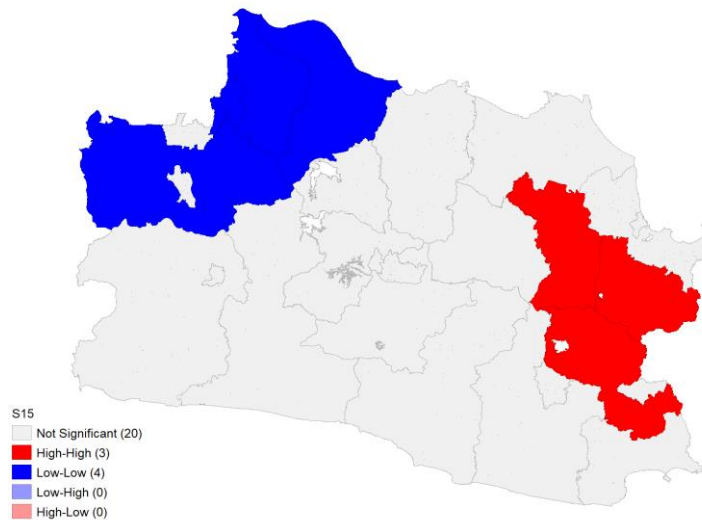 S15
Not Significant (20)
High-High (3)
Low-Low (4)
Low-High (0)
High-Low (0)